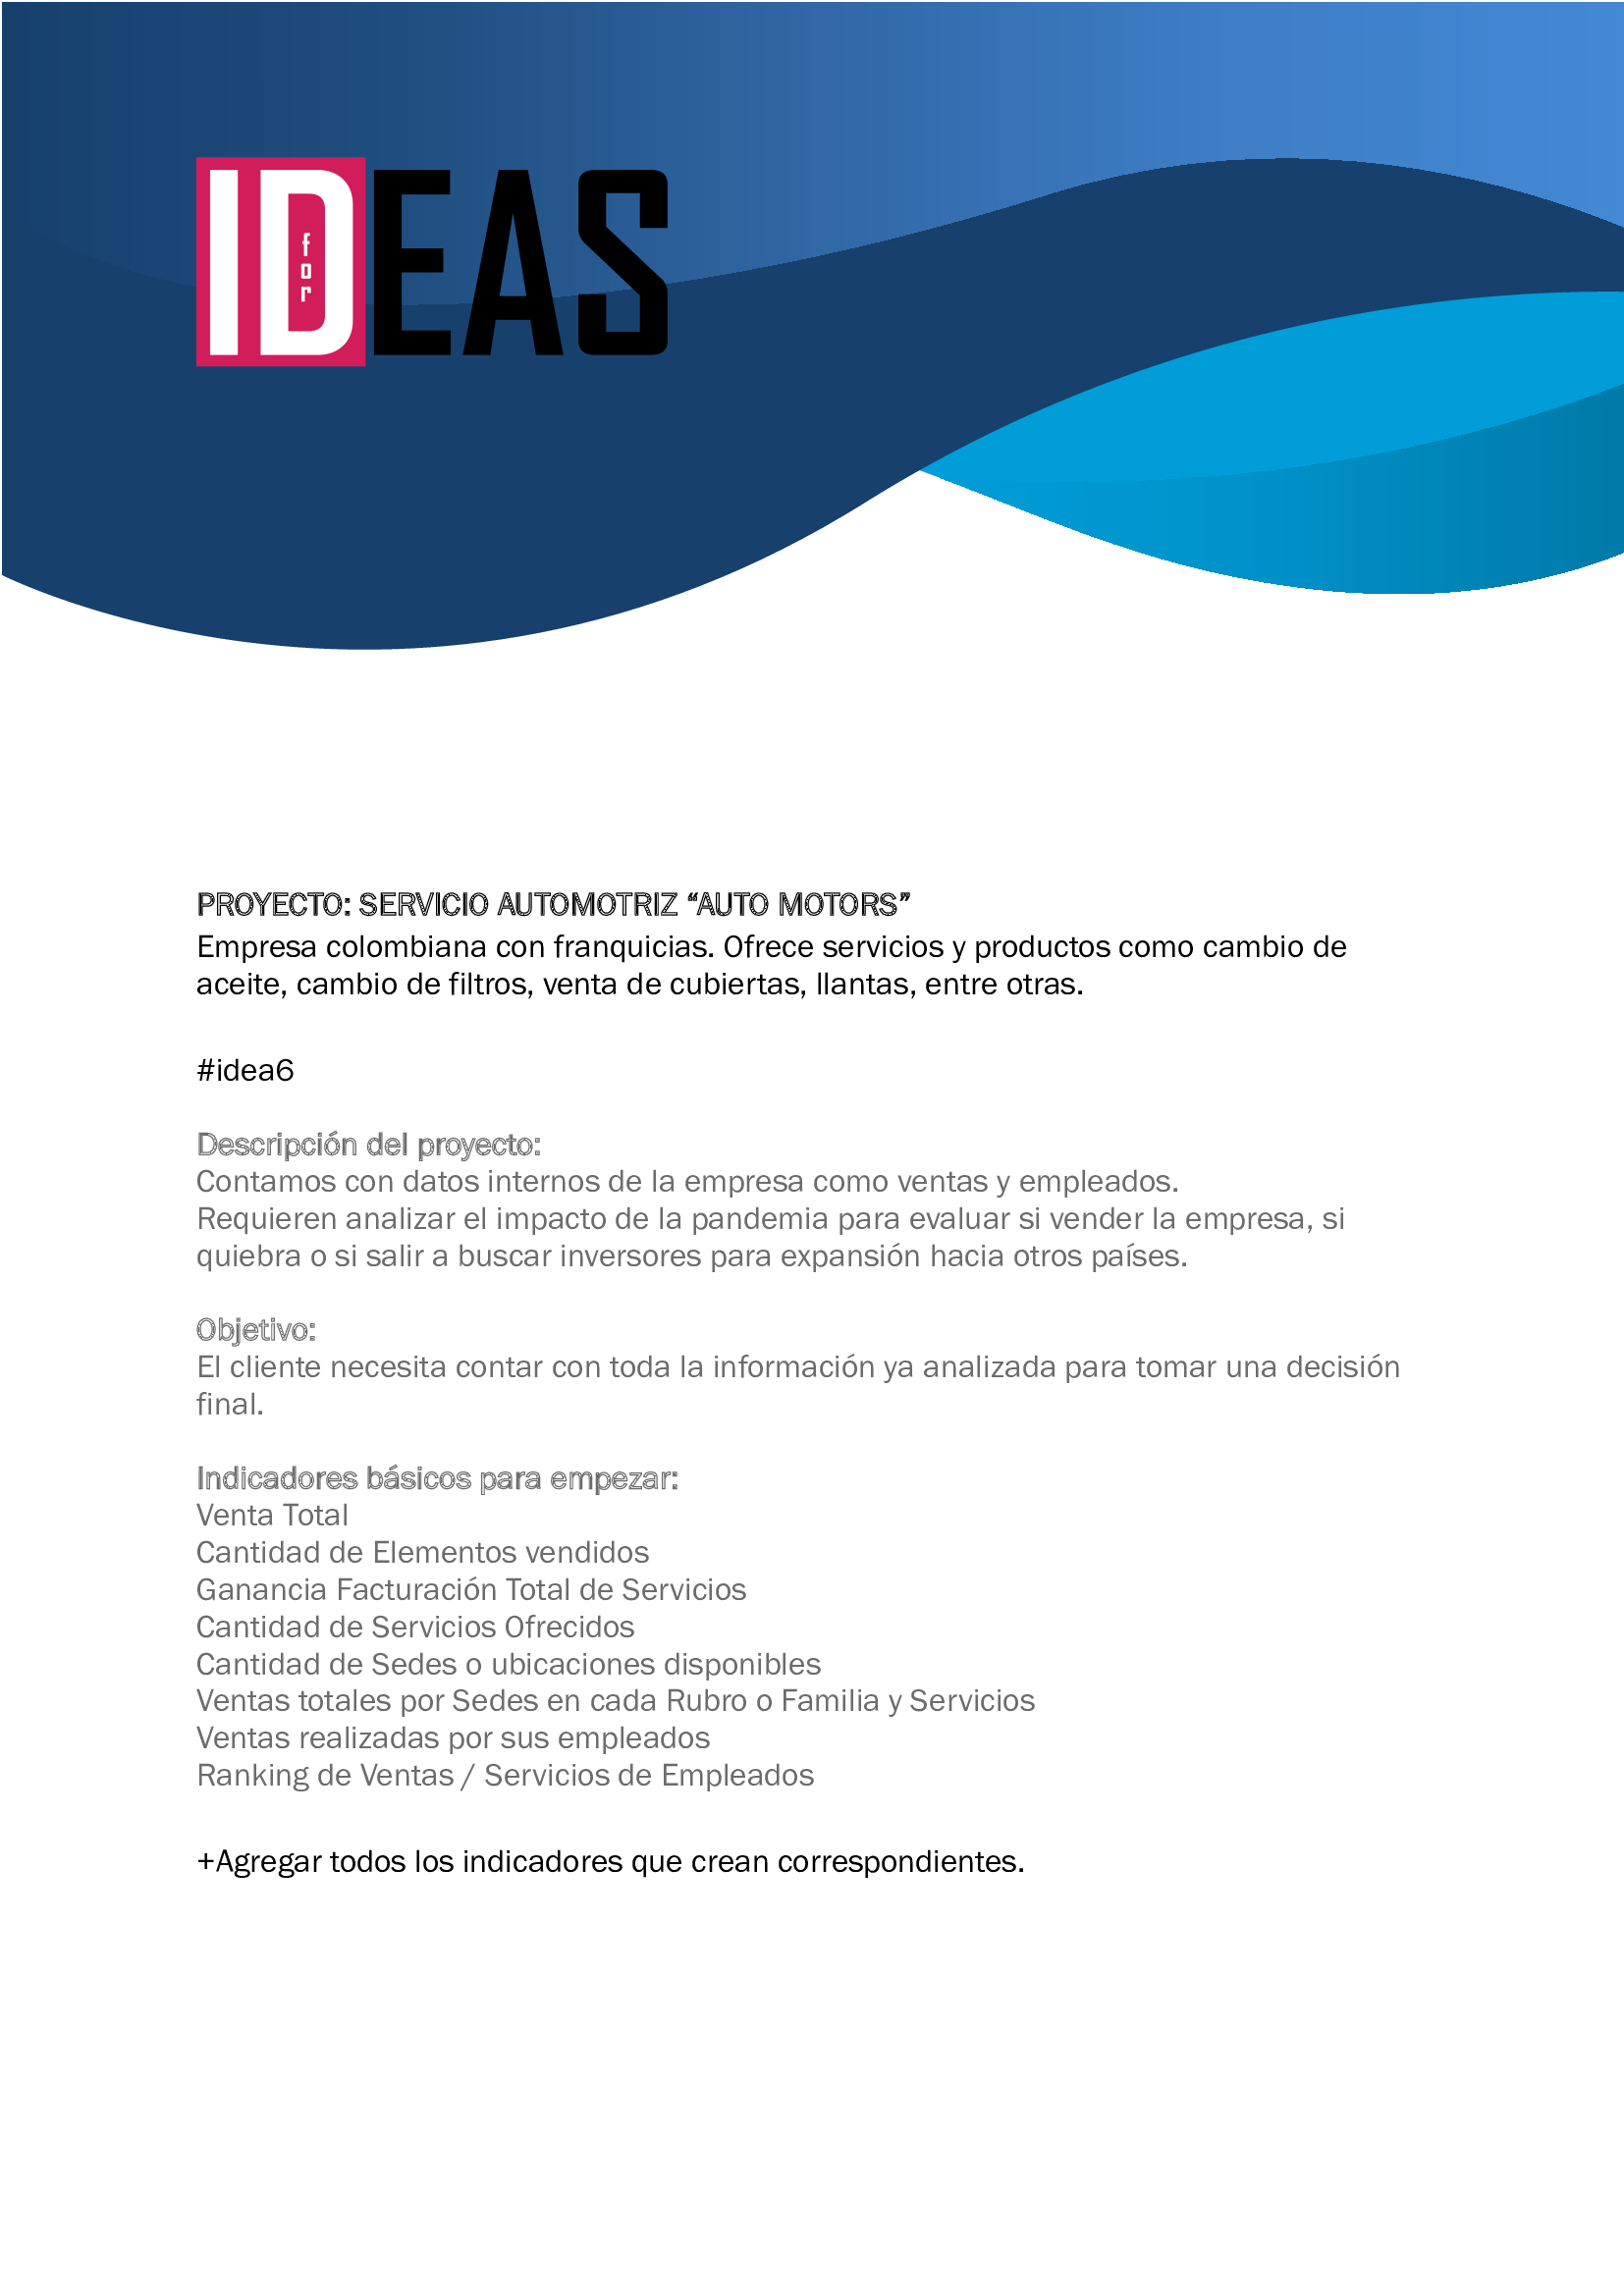 IDEAS
for
PROYECTO: SERVICIO AUTOMOTRIZ “AUTO MOTORS”
Empresa colombiana con franquicias. Ofrece servicios y productos como cambio de
aceite, cambio de filtros, venta de cubiertas, llantas, entre otras.
#idea6
Descripción del proyecto:
Contamos con datos internos de la empresa como ventas y empleados.
Requieren analizar el impacto de la pandemia para evaluar si vender la empresa, si
quiebra o si salir a buscar inversores para expansión hacia otros países.
Objetivo:
El cliente necesita contar con toda la información ya analizada para tomar una decisión
final.
Indicadores básicos para empezar:
Venta Total
Cantidad de Elementos vendidos
Ganancia Facturación Total de Servicios
Cantidad de Servicios Ofrecidos
Cantidad de Sedes o ubicaciones disponibles
Ventas totales por Sedes en cada Rubro o Familia y Servicios
Ventas realizadas por sus empleados
Ranking de Ventas / Servicios de Empleados
+Agregar todos los indicadores que crean correspondientes.